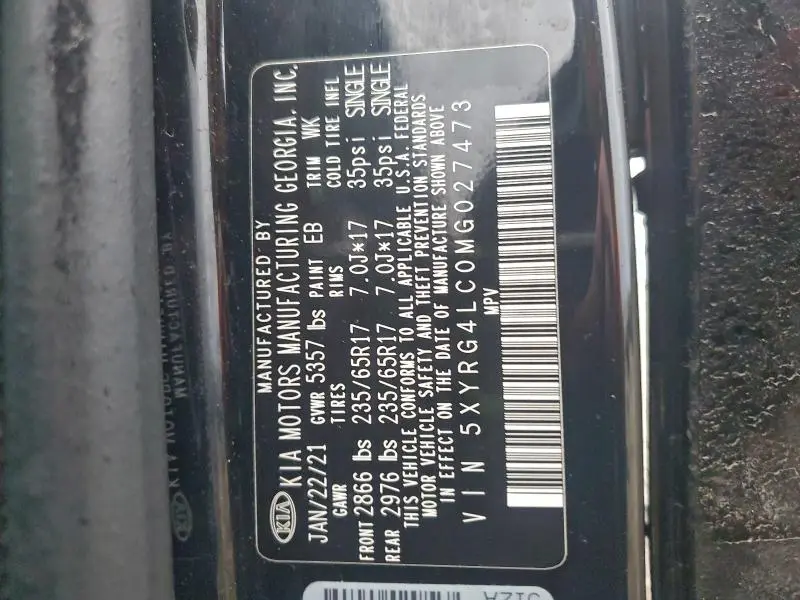 MANUFACTURED BY
KIA KIA MOTORS MANUFACTURING GEORGIA, INC.
JAN/22/21 GVWR 5357 lbs PAINT EB TRIM WK
GAWR TIRES RIMS COLD TIRE INFL
FRONT 2866 lbs 235/65R17 7.0J*17 35psi SINGLE
REAR 2976 lbs 235/65R17 7.0J*17 35psi SINGLE
THIS VEHICLE CONFORMS TO ALL APPLICABLE U.S.A. FEDERAL
MOTOR VEHICLE SAFETY AND THEFT PREVENTION STANDARDS
IN EFFECT ON THE DATE OF MANUFACTURE SHOWN ABOVE
VIN 5XYRG4LC0MG027473
MPV